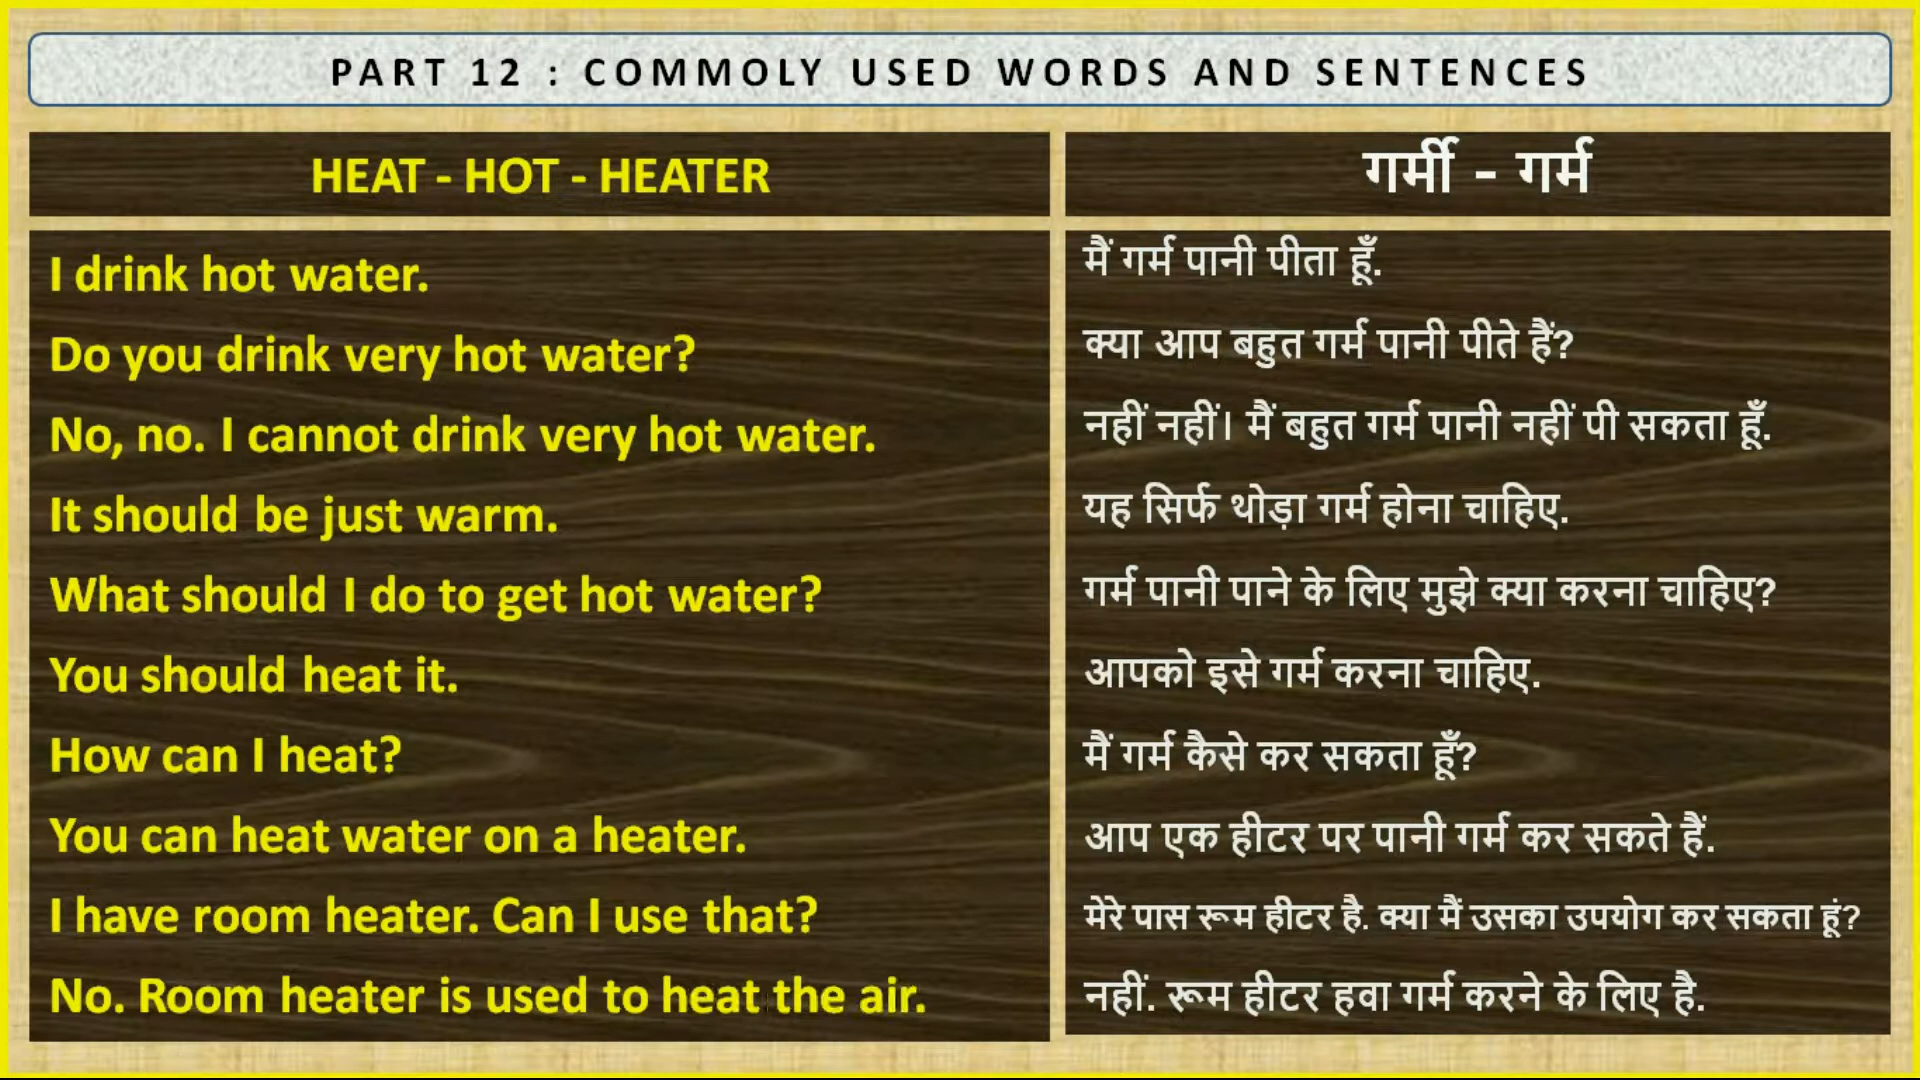 PART 12 : COMMOLY USED WORDS AND SENTENCES
HEAT - HOT - HEATER
गर्मी - गर्म
I drink hot water.
मैं गर्म पानी पीता हूँ.
Do you drink very hot water?
क्या आप बहुत गर्म पानी पीते हैं?
No, no. I cannot drink very hot water.
नहीं नहीं। मैं बहुत गर्म पानी नहीं पी सकता हूँ.
It should be just warm.
यह सिर्फ थोड़ा गर्म होना चाहिए.
What should I do to get hot water?
गर्म पानी पाने के लिए मुझे क्या करना चाहिए?
You should heat it.
आपको इसे गर्म करना चाहिए.
How can I heat?
मैं गर्म कैसे कर सकता हूँ?
You can heat water on a heater.
आप एक हीटर पर पानी गर्म कर सकते हैं.
I have room heater. Can I use that?
मेरे पास रूम हीटर है. क्या मैं उसका उपयोग कर सकता हूं?
No. Room heater is used to heat the air.
नहीं. रूम हीटर हवा गर्म करने के लिए है.